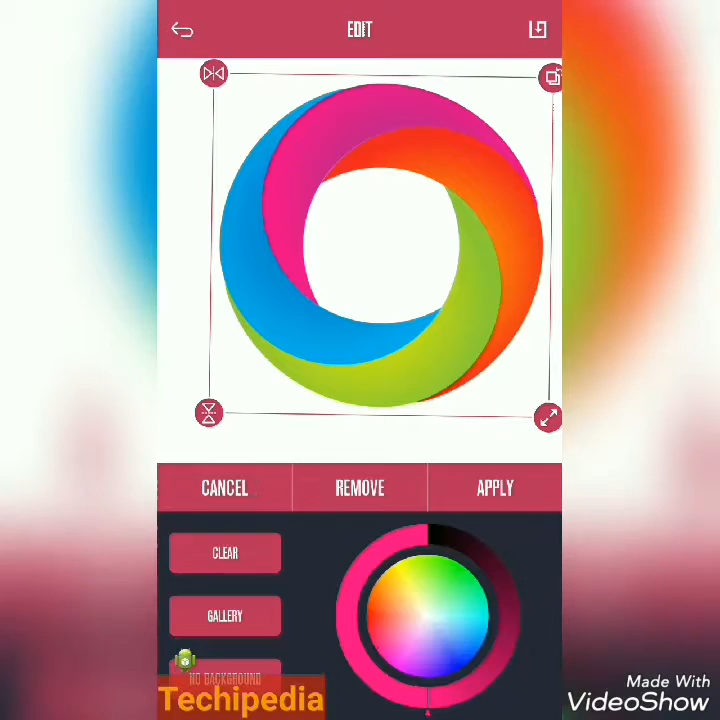 EDIT
CANCEL REMOVE APPLY
CLEAR
GALLERY
NO BACKGROUND
Techipedia
Made With
VideoShow